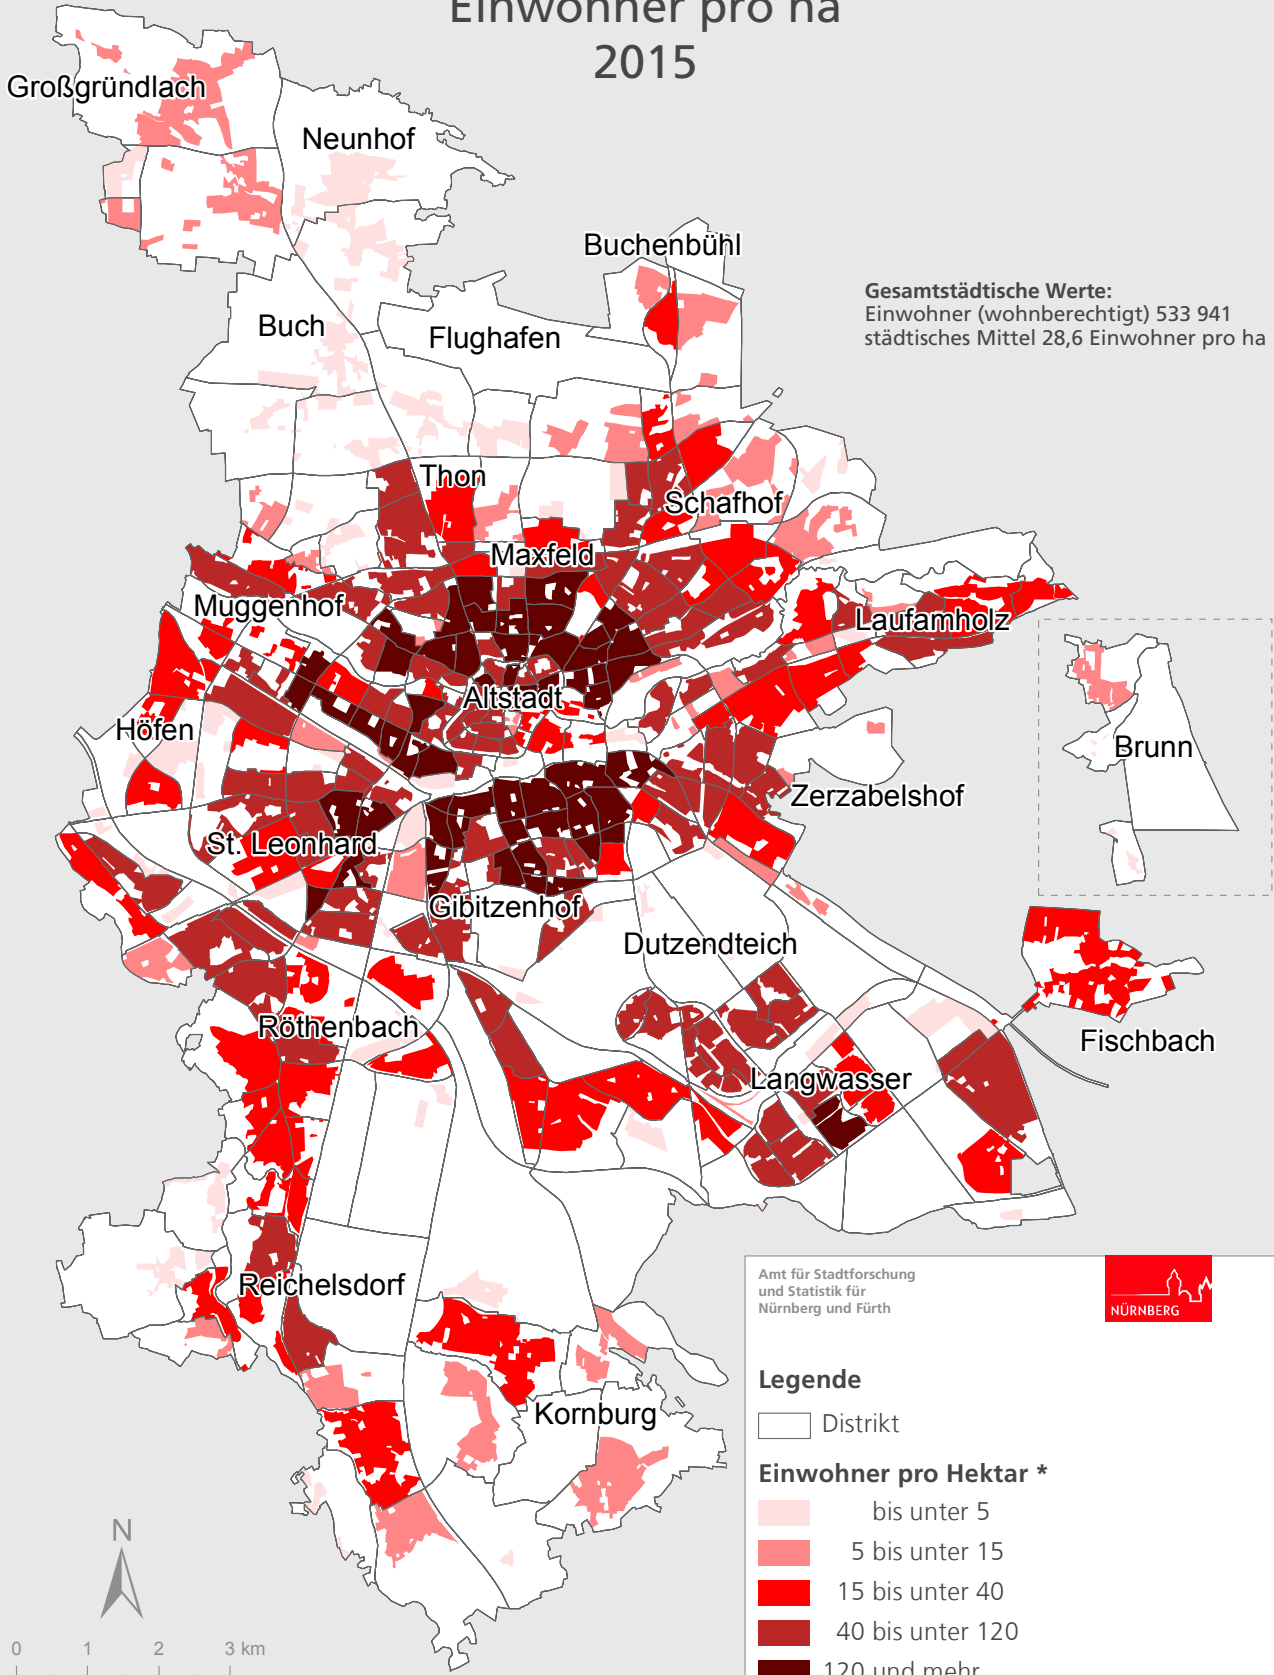 Einwohner pro ha
2015
Großgründlach
Neunhof
Buchenbühl
Gesamtstädtische Werte:
Einwohner (wohnberechtigt) 533 941
städtisches Mittel 28,6 Einwohner pro ha
Buch
Flughafen
Thon
Schafhof
Maxfeld
Muggenhof
Laufamholz
Altstadt
Höfen
Brunn
Zerzabelshof
St. Leonhard
Gibitzenhof
Dutzendteich
Röthenbach
Fischbach
Langwasser
Reichelsdorf
Kornburg
Amt für Stadtforschung
und Statistik für
Nürnberg und Fürth
NÜRNBERG
Legende
Distrikt
Einwohner pro Hektar *
bis unter 5
5 bis unter 15
15 bis unter 40
40 bis unter 120
120 und mehr
N
0 1 2 3 km